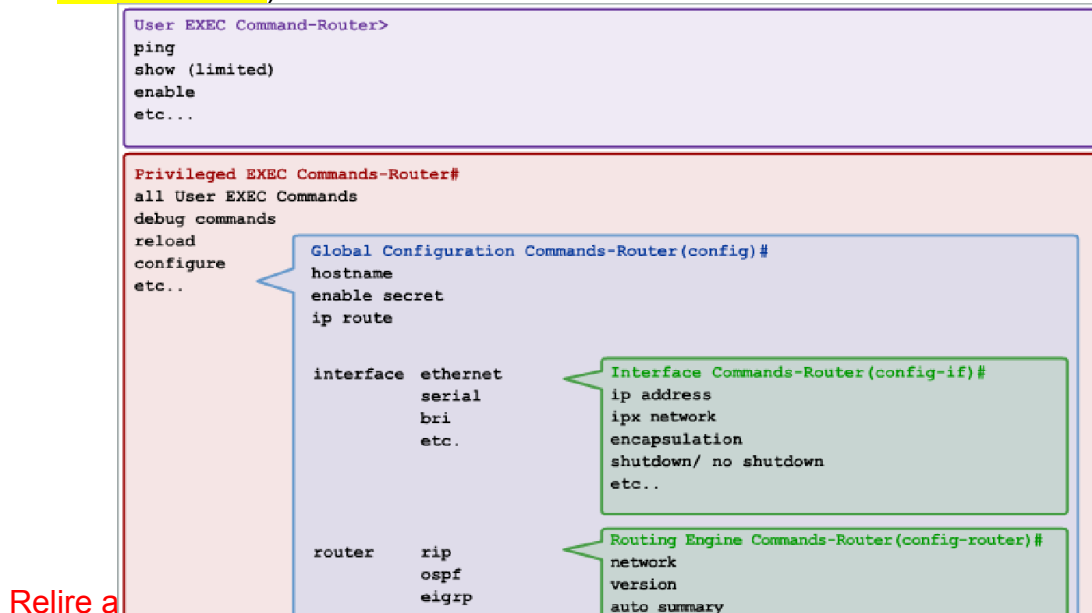 User EXEC Command-Router>
ping
show (limited)
enable
etc...
Privileged EXEC Commands-Router#
all User EXEC Commands
debug commands
reload
configure
etc..
Global Configuration Commands-Router(config)#
hostname
enable secret
ip route
interface ethernet
serial
bri
etc.
Interface Commands-Router(config-if)#
ip address
ipx network
encapsulation
shutdown/ no shutdown
etc..
router rip
ospf
eigrp
Routing Engine Commands-Router(config-router)#
network
version
auto summary
Relire a